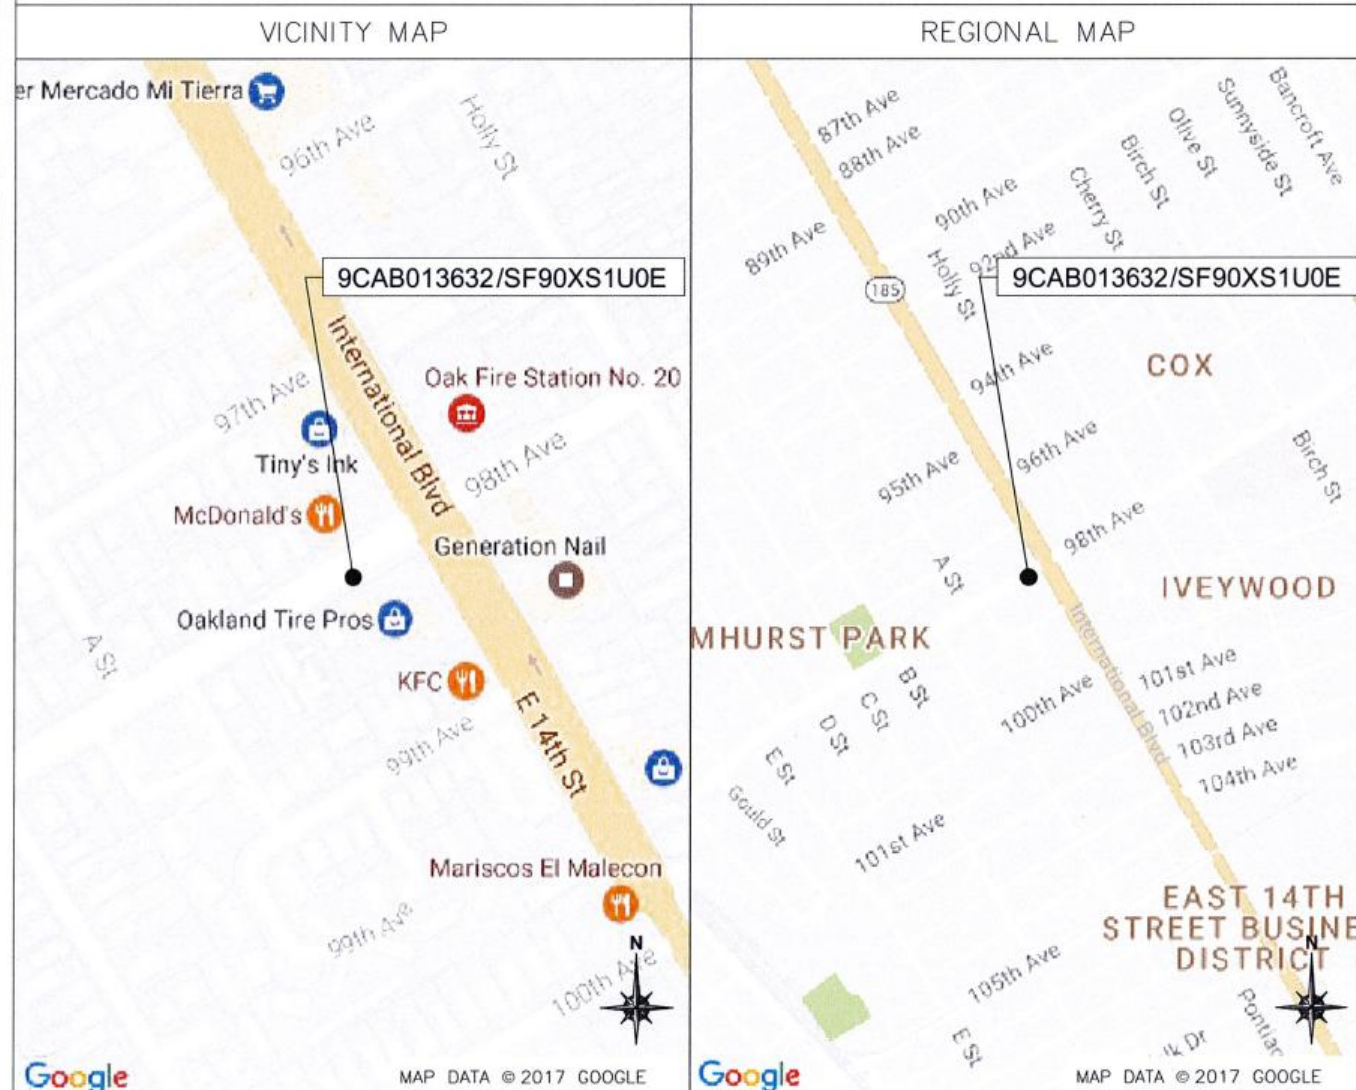 VICINITY MAP
er Mercado Mi Tierra
96th Ave
Holly St
9CAB013632/SF90XS1U0E
International Blvd
97th Ave
Oak Fire Station No. 20
Tiny's Ink
98th Ave
McDonald's
Generation Nail
Oakland Tire Pros
A St
KFC
E 14th St
99th Ave
Mariscos El Malecon
99th Ave
N
100th Ave
Google
MAP DATA © 2017 GOOGLE
REGIONAL MAP
87th Ave
88th Ave
Bancroft Ave
Sunnyside St
Olive St
Birch St
Cherry St
90th Ave
89th Ave
92nd Ave
Holly St
185
9CAB013632/SF90XS1U0E
94th Ave
COX
96th Ave
95th Ave
Birch St
98th Ave
A St
IVEYWOOD
International Blvd
MHURST PARK
101st Ave
B St
100th Ave
102nd Ave
C St
D St
103rd Ave
E St
104th Ave
Gould St
101st Ave
EAST 14TH
STREET BUSINE
DISTRICT
N
105th Ave
Pontiac
E St
lk Dr
Google
MAP DATA © 2017 GOOGLE